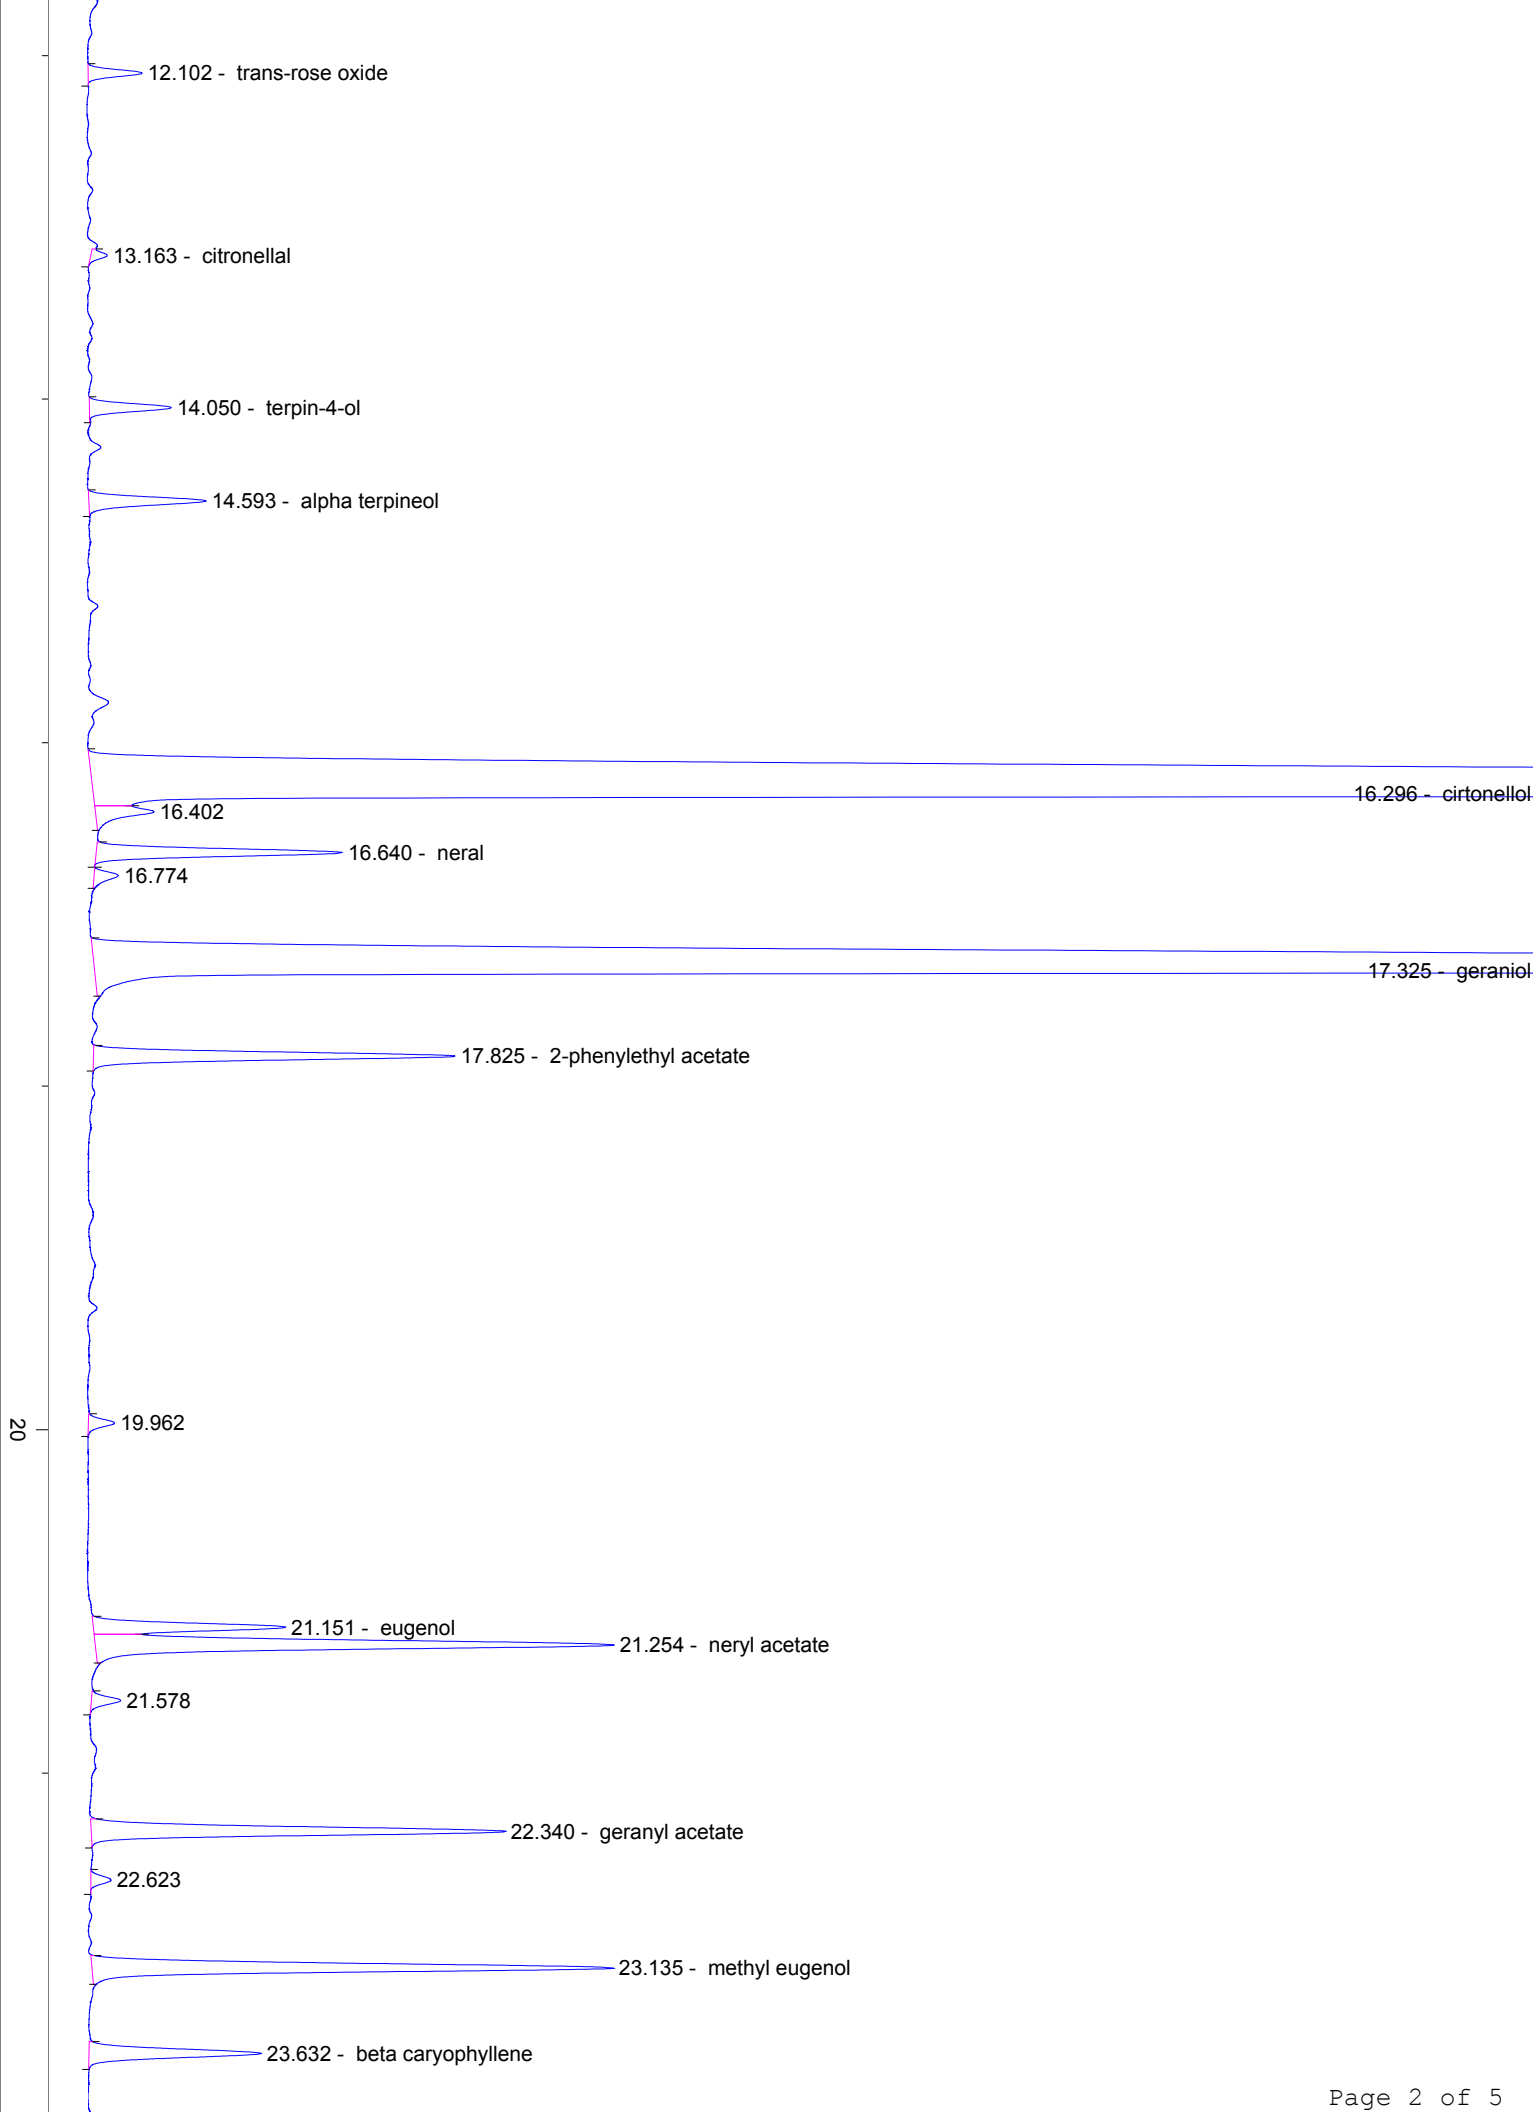 12.102 - trans-rose oxide
13.163 - citronellal
14.050 - terpin-4-ol
14.593 - alpha terpineol
16.296 - cirtonellol
16.402
16.640 - neral
16.774
17.325 - geraniol
17.825 - 2-phenylethyl acetate
19.962
20
21.151 - eugenol
21.254 - neryl acetate
21.578
22.340 - geranyl acetate
22.623
23.135 - methyl eugenol
23.632 - beta caryophyllene
Page 2 of 5